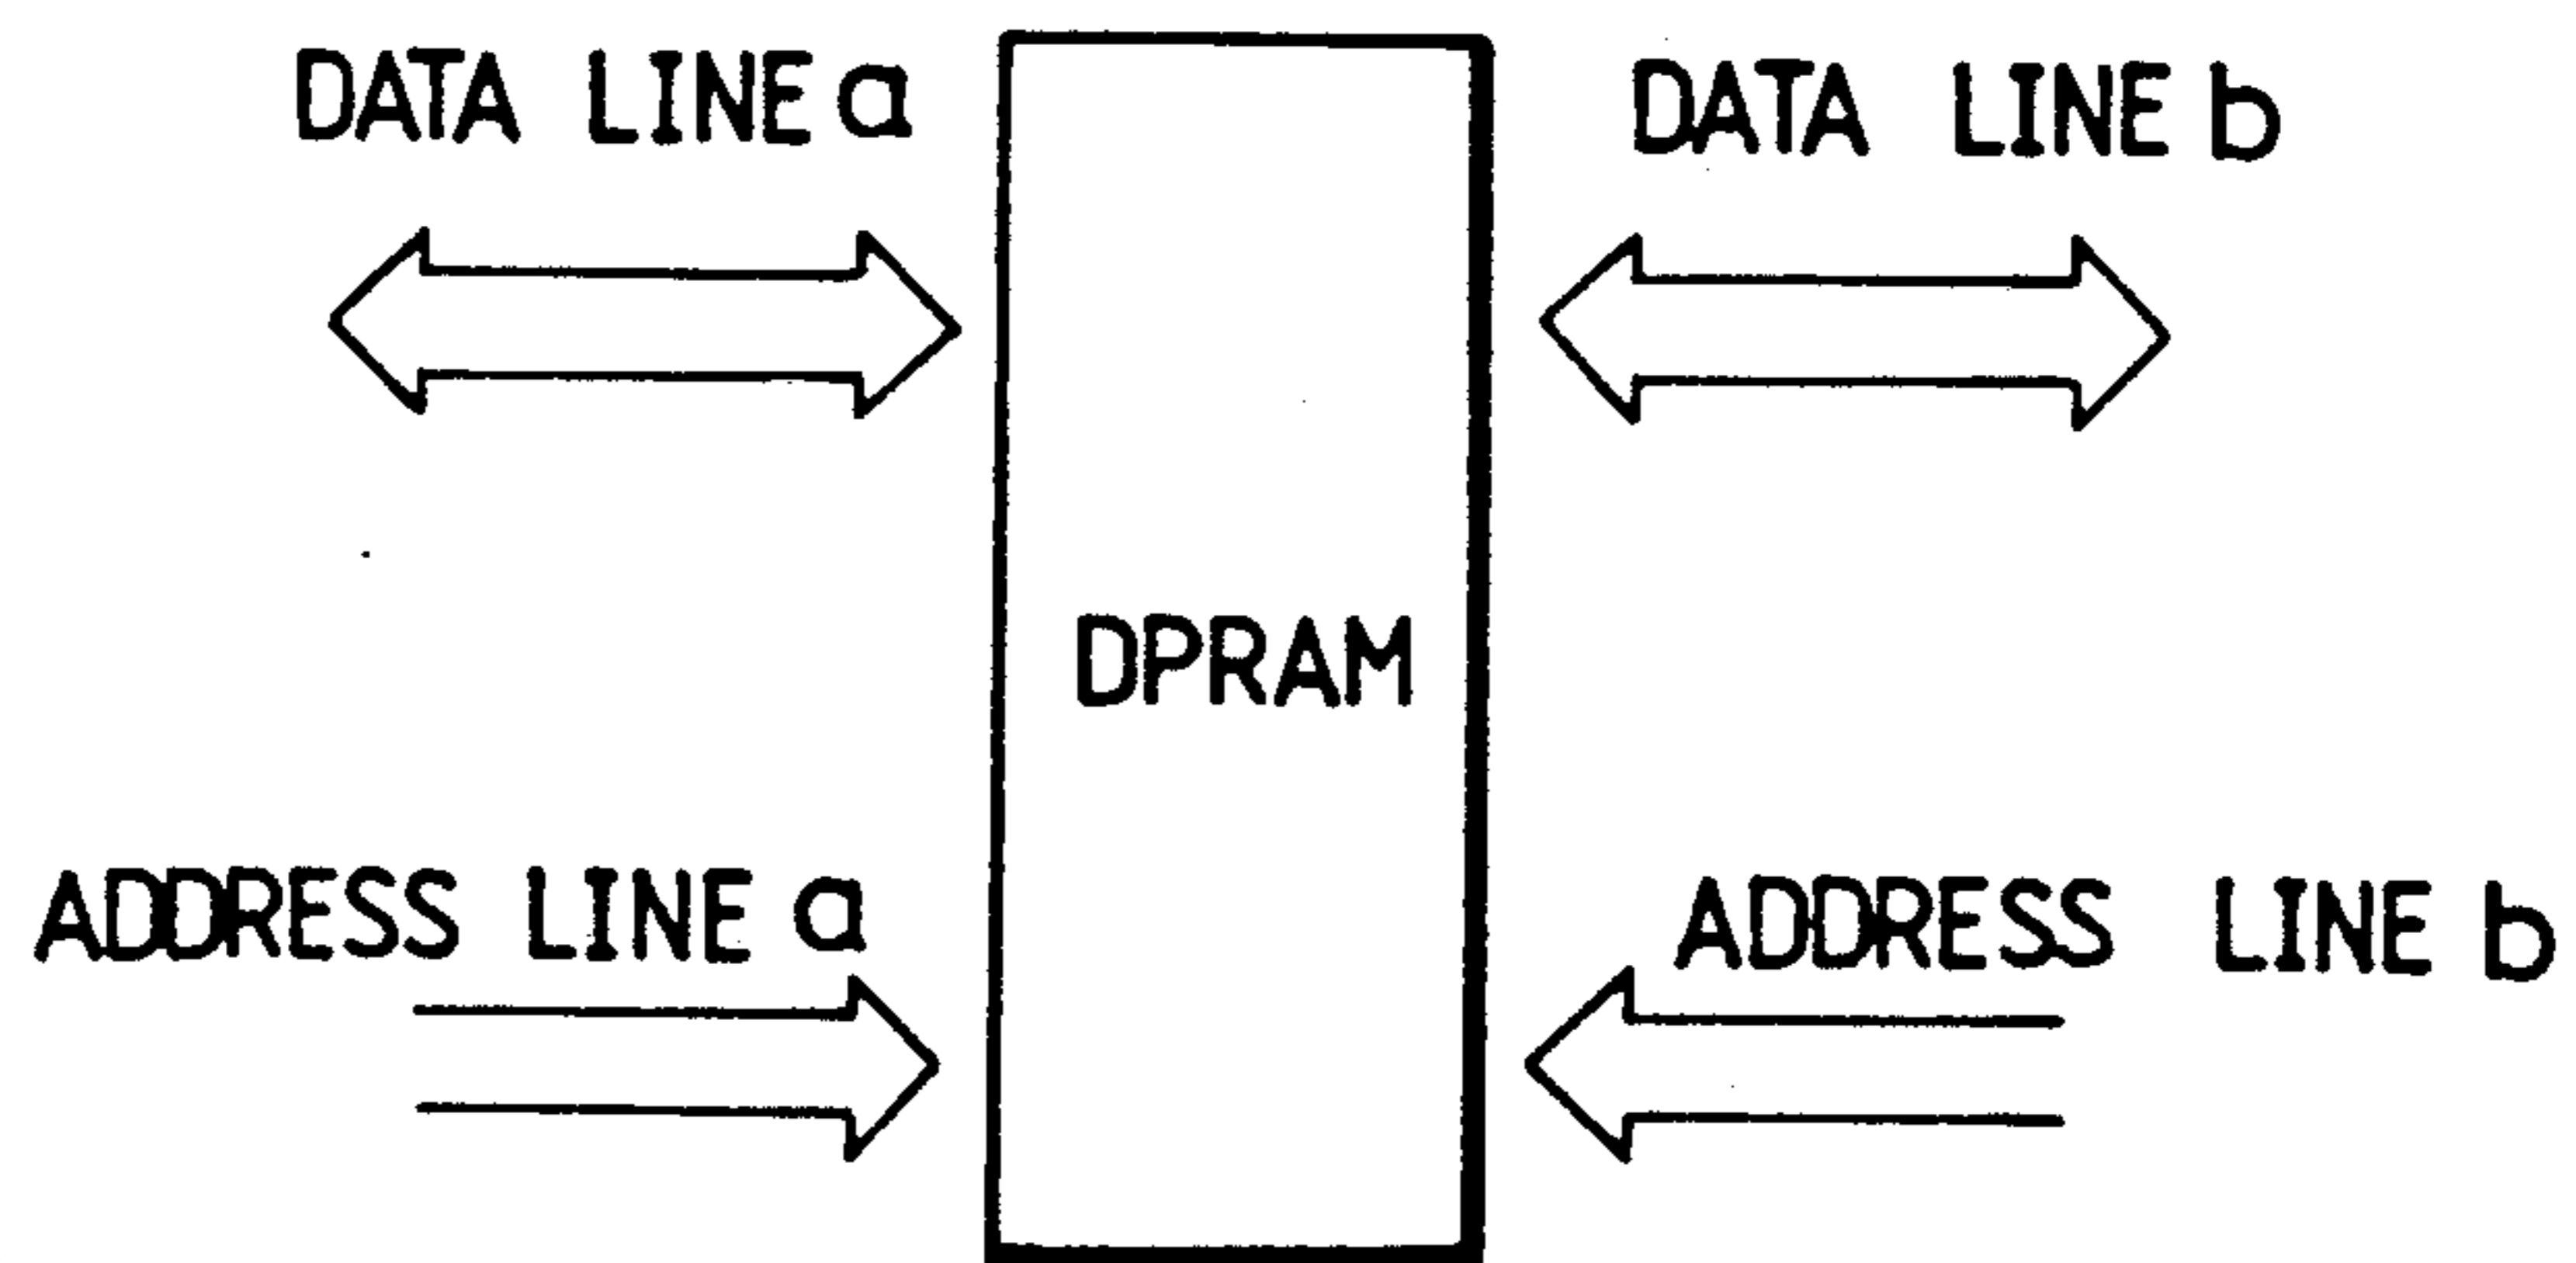 DATA LINE a
DATA LINE b
DPRAM
ADDRESS LINE a
ADDRESS LINE b